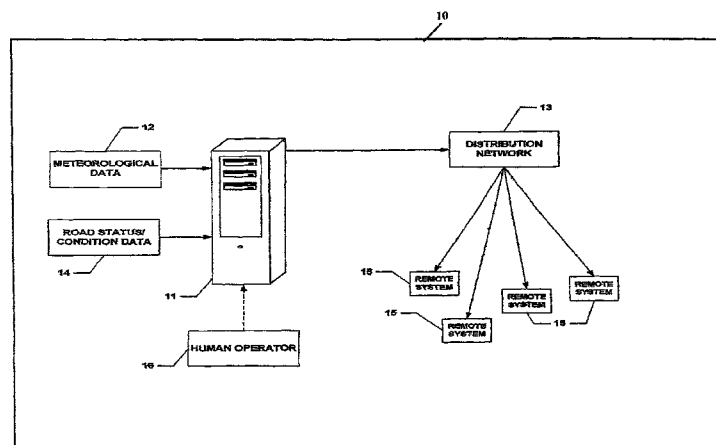 10
12
13
METEOROLOGICAL
DATA
DISTRIBUTION
NETWORK
ROAD STATUS/
CONDITION DATA
14
11
15
REMOTE
SYSTEM
REMOTE
SYSTEM
REMOTE
SYSTEM
15
REMOTE
SYSTEM
15
HUMAN OPERATOR
16